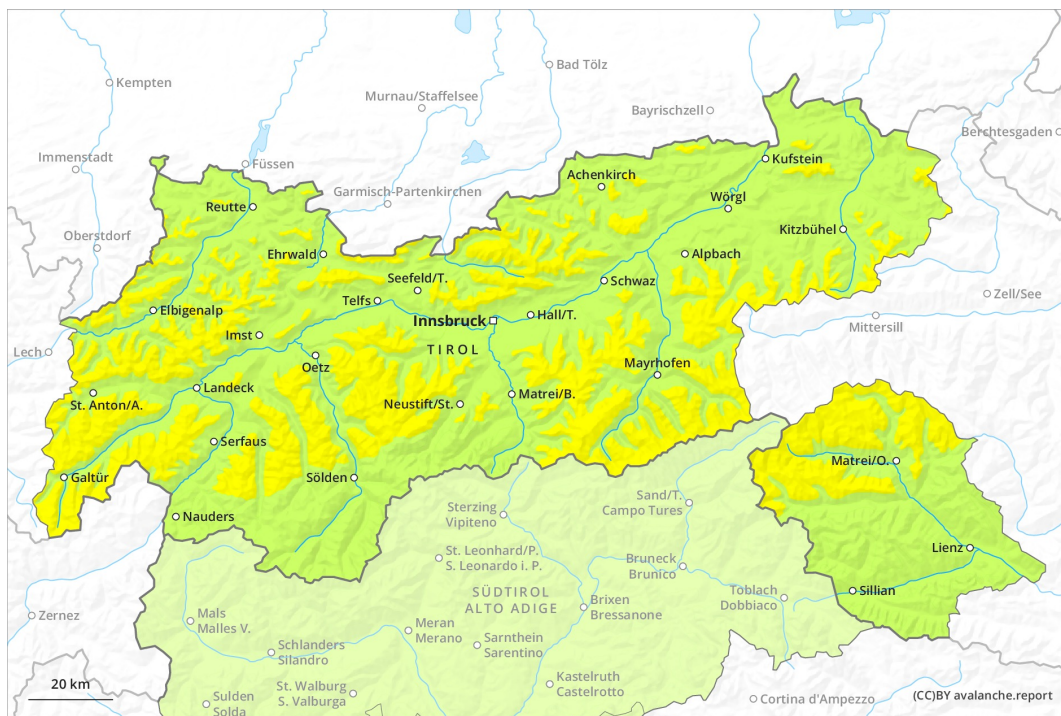 Kempten
Bad Tölz
Murnau/Staffelsee
Bayrischzell
Berchtesgaden
Immenstadt
Füssen
Kufstein
Achenkirch
Garmisch-Partenkirchen
Wörgl
Reutte
Oberstdorf
Kitzbühel
Ehrwald
Alpbach
Seefeld/T.
Schwaz
Zell/See
Telfs
Elbigenalp
Innsbruck
Hall/T.
Mittersill
Imst
Lech
TIROL
Oetz
Mayrhofen
Landeck
St. Anton/A.
Neustift/St.
Matrei/B.
Serfaus
Matrei/O.
Galtür
Sölden
Sand/T.
Campo Tures
Sterzing
Vipiteno
Nauders
Lienz
St. Leonhard/P.
S. Leonardo i. P.
Bruneck
Brunico
SÜDTIROL
ALTO ADIGE
Toblach
Dobbiaco
Sillian
Brixen
Bressanone
Zernez
Mals
Malles V.
Meran
Merano
Sarnthein
Sarentino
Schlanders
Silandro
20 km
St. Walburg
S. Valburga
Kastelruth
Castelrotto
Sulden
Solda
Cortina d'Ampezzo
(CC)BY avalanche.report